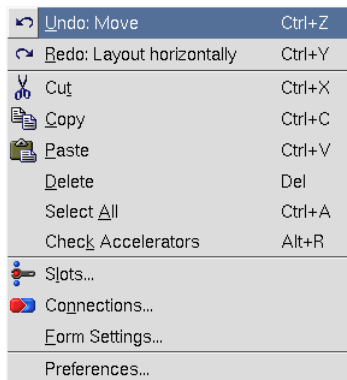 Undo: Move Ctrl+Z
Redo: Layout horizontally Ctrl+Y
Cut Ctrl+X
Copy Ctrl+C
Paste Ctrl+V
Delete Del
Select All Ctrl+A
Check Accelerators Alt+R
Slots...
Connections...
Form Settings...
Preferences...